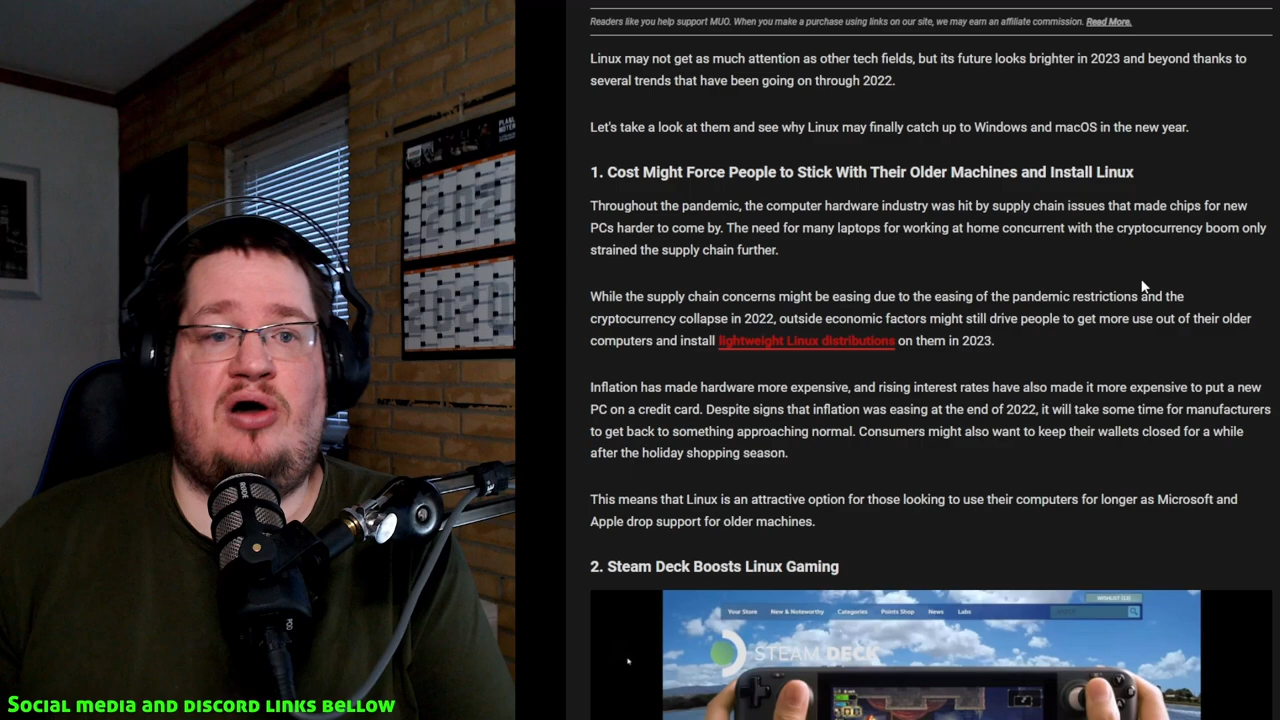 Readers like you help support MUO. When you make a purchase using links on our site, we may earn an affiliate commission. Read More.
Linux may not get as much attention as other tech fields, but its future looks brighter in 2023 and beyond thanks to
several trends that have been going on through 2022.
Let's take a look at them and see why Linux may finally catch up to Windows and macOS in the new year.
1. Cost Might Force People to Stick With Their Older Machines and Install Linux
Throughout the pandemic, the computer hardware industry was hit by supply chain issues that made chips for new
PCs harder to come by. The need for many laptops for working at home concurrent with the cryptocurrency boom only
strained the supply chain further.
While the supply chain concerns might be easing due to the easing of the pandemic restrictions and the
cryptocurrency collapse in 2022, outside economic factors might still drive people to get more use out of their older
computers and install lightweight Linux distributions on them in 2023.
Inflation has made hardware more expensive, and rising interest rates have also made it more expensive to put a new
PC on a credit card. Despite signs that inflation was easing at the end of 2022, it will take some time for manufacturers
to get back to something approaching normal. Consumers might also want to keep their wallets closed for a while
after the holiday shopping season.
This means that Linux is an attractive option for those looking to use their computers for longer as Microsoft and
Apple drop support for older machines.
2. Steam Deck Boosts Linux Gaming
Your Store New & Noteworthy Categories Points Shop News Labs
STEAM DECK
RODE
Social media and discord links bellow